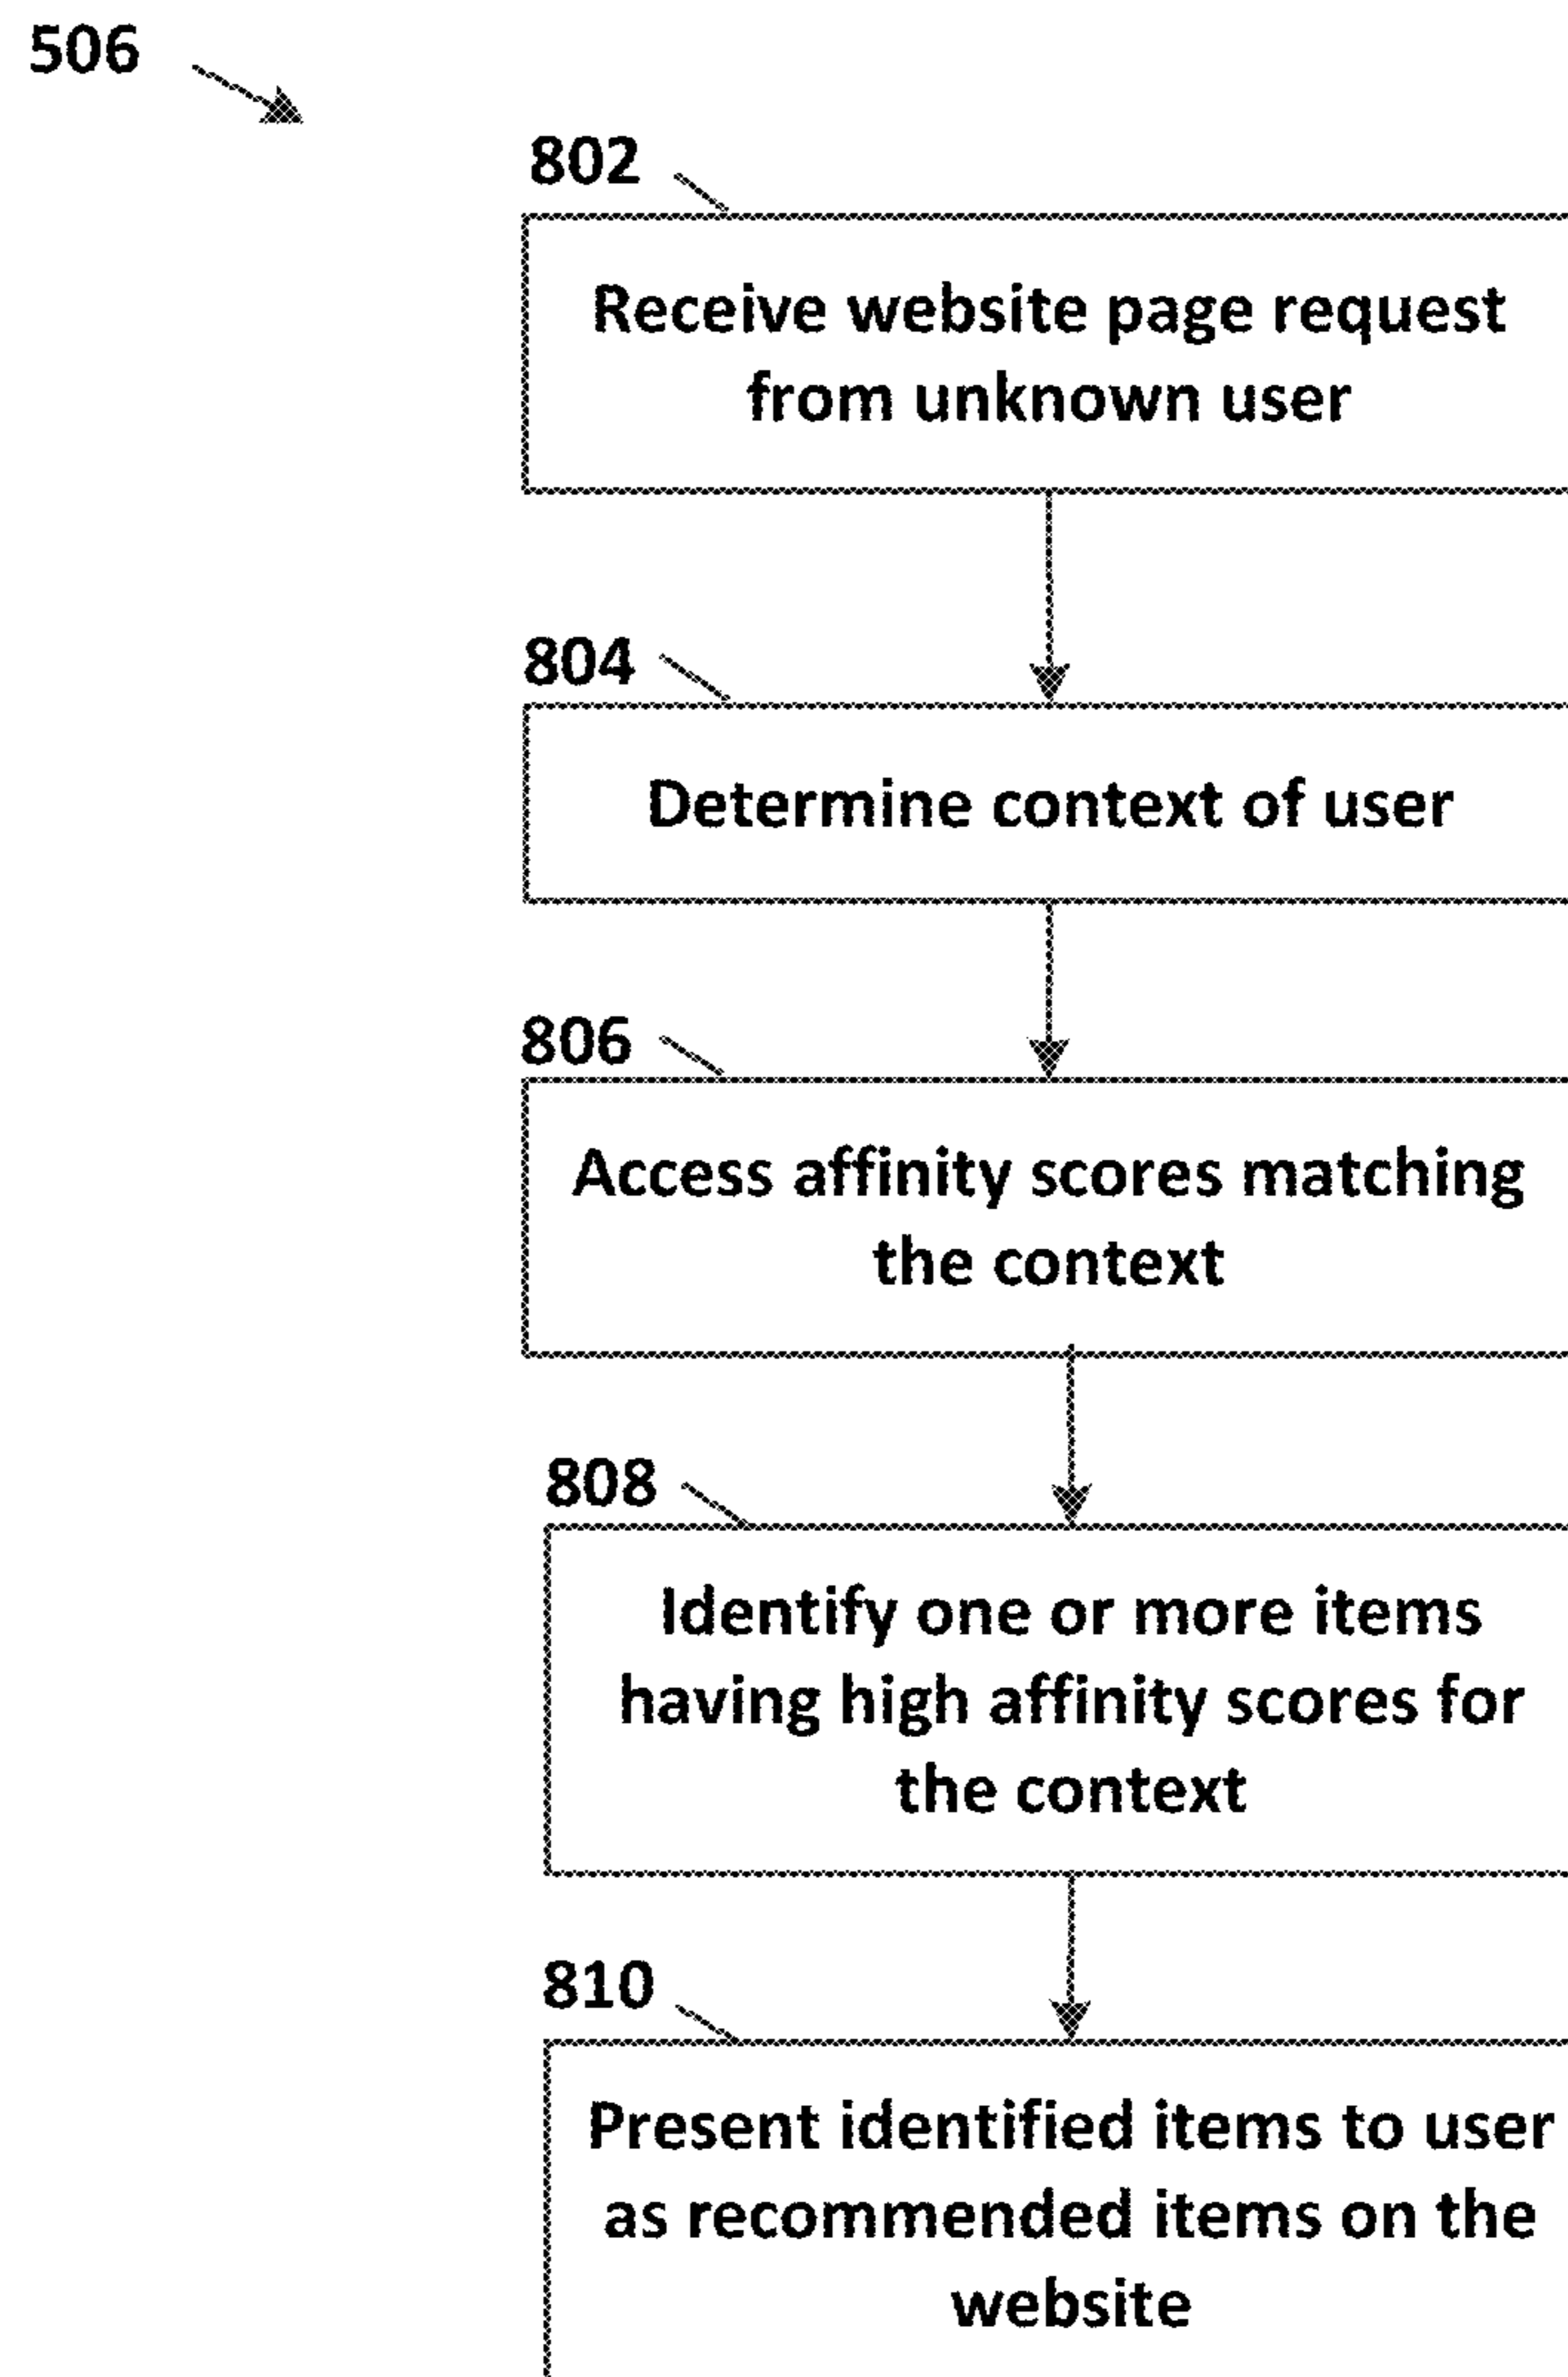 506
802
Receive website page request
from unknown user
804
Determine context of user
806
Access affinity scores matching
the context
808
Identify one or more items
having high affinity scores for
the context
810
Present identified items to user
as recommended items on the
website